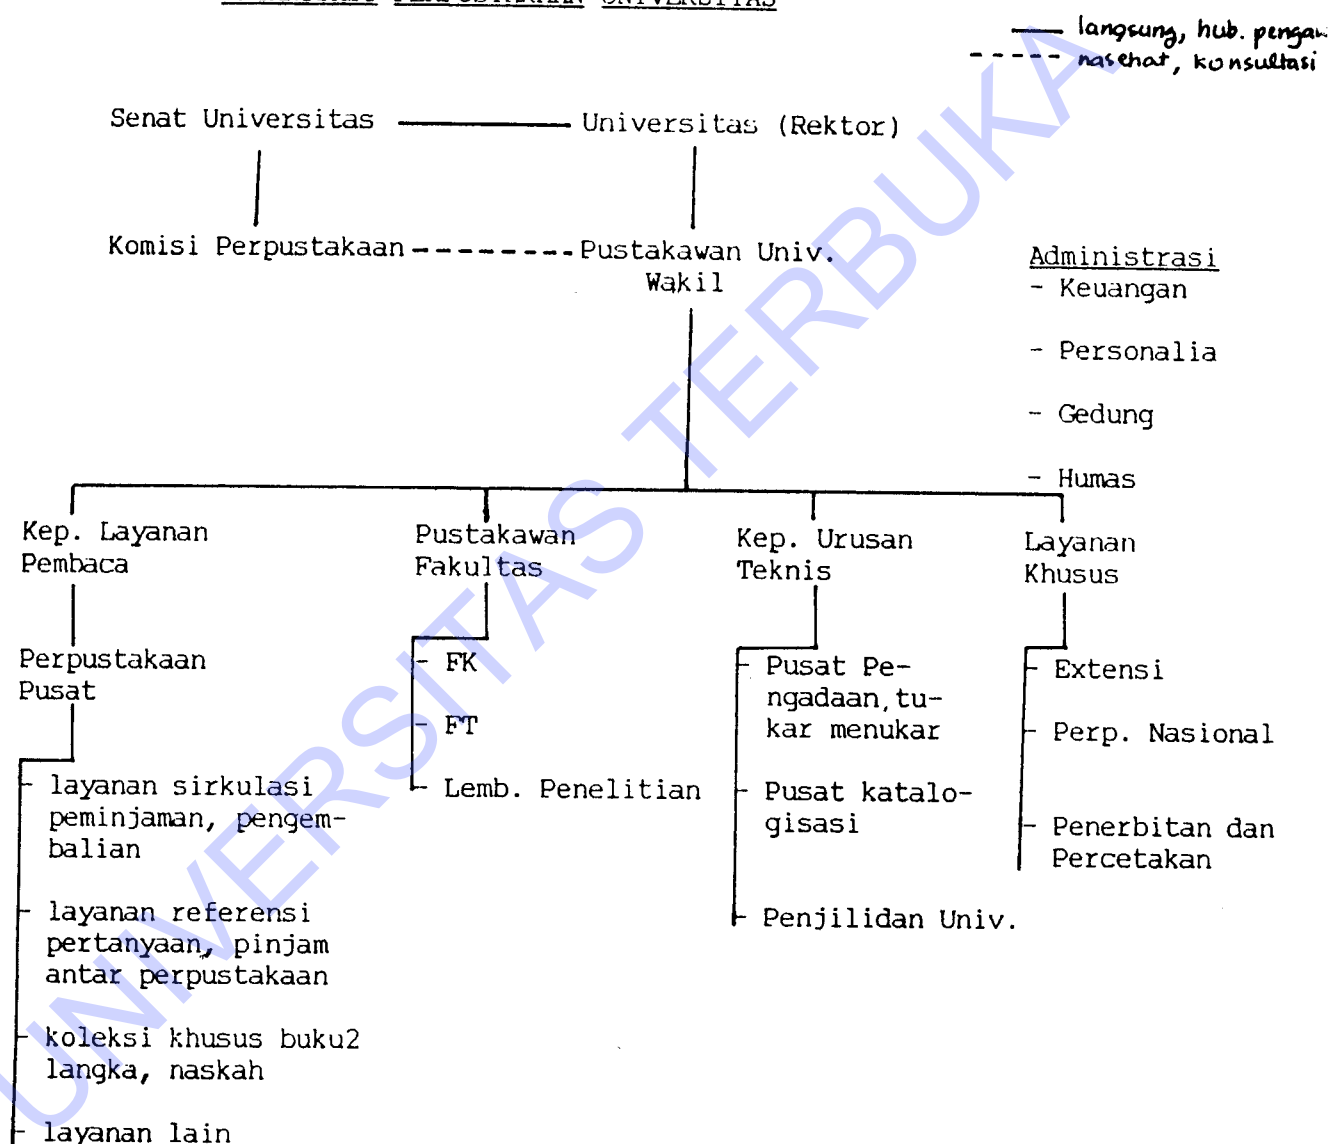 PERPUSTAKAAN UNIVERSITAS
langsung, hub.
nasehat, konsultasi
Senat Universitas
Universitas (Rektor)
Komisi Perpustakaan
Pustakawan Univ.
Wakil
Administrasi
- Keuangan
- Personalia
- Gedung
- Humas
Kep. Layanan
Pembaca
Perpustakaan
Pusat
- layanan sirkulasi
peminjaman, pengem-
balian
- layanan referensi
pertanyaan, pinjam
antar perpustakaan
- koleksi khusus buku2
langka, naskah
- layanan lain
Pustakawan
Fakultas
- FK
- FT
- Lemb. Penelitian
Kep. Urusan
Teknis
- Pusat Pe-
ngadaan, tu-
kar menukar
- Pusat katalo-
gisasi
- Penjilidan Univ.
Layanan
Khusus
- Extensi
- Perp. Nasional
- Penerbitan dan
Percetakan
UNIVERSITAS TERBUKA